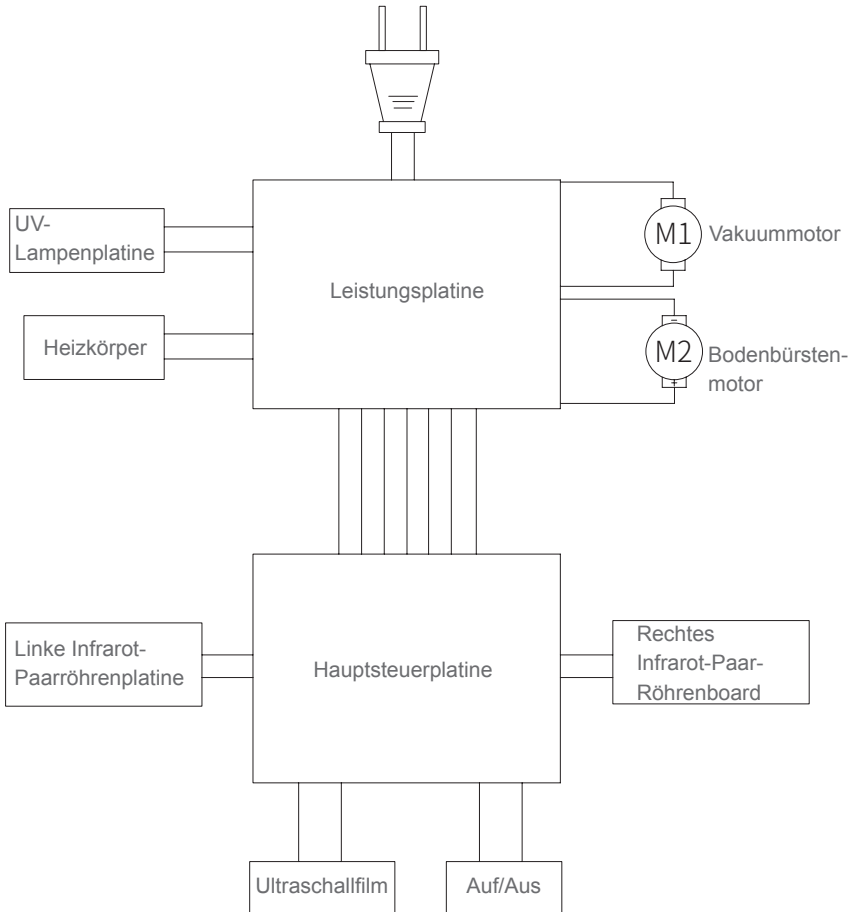 UV-
Lampenplatine
Heizkörper
Leistungsplatine
M1
Vakuummotor
M2
Bodenbürsten-
motor
Linke Infrarot-
Paarröhrenplatine
Hauptsteuerplatine
Rechtes
Infrarot-Paar-
Röhrenboard
Ultraschallfilm
Auf/Aus